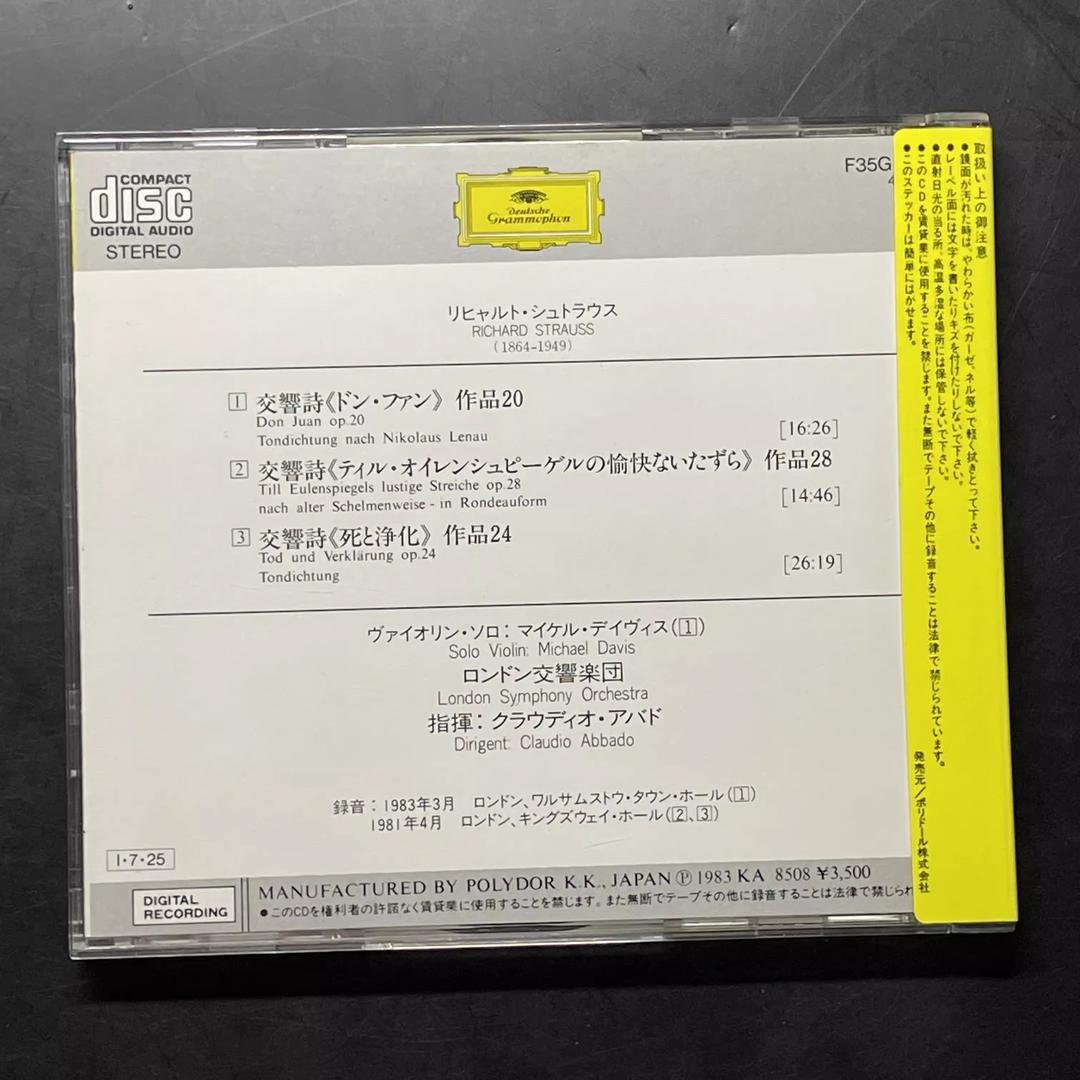 COMPACT
disc
DIGITAL AUDIO
STEREO
Deutsche
Grammophon
F35G
リヒャルト・シュトラウス
RICHARD STRAUSS
(1864-1949)
1 交響詩《ドン・ファン》 作品20
Don Juan op.20
Tondichtung nach Nikolaus Lenau [16:26]
2 交響詩《ティル・オイレンシュピーゲルの愉快ないたずら》 作品28
Till Eulenspiegels lustige Streiche op.28
nach alter Schelmenweise - in Rondeauform [14:46]
3 交響詩《死と浄化》 作品24
Tod und Verklärung op.24
Tondichtung [26:19]
ヴァイオリン・ソロ: マイケル・デイヴィス(1)
Solo Violin: Michael Davis
ロンドン交響楽団
London Symphony Orchestra
指揮: クラウディオ・アバド
Dirigent: Claudio Abbado
録音: 1983年3月 ロンドン、ワルサムストウ・タウン・ホール(1)
1981年4月 ロンドン、キングズウェイ・ホール(2、3)
I・7・25
DIGITAL
RECORDING
MANUFACTURED BY POLYDOR K.K., JAPAN Ⓟ 1983 KA 8508 ¥3,500
●このCDを権利者の許諾なく賃貸業に使用することを禁じます。また無断でテープその他に録音することは法律で禁じられ
取扱い上の御注意
●鏡面が汚れた時は、やわらかい布(ガーゼ、ネル等)で軽く拭きとって下さい。
●レーベル面には文字を書いたりキズを付けたりしないで下さい。
●直射日光の当る所、高温多湿な場所には保管しないで下さい。
●このCDを賃貸業に使用することを禁じます。また無断でテープその他に録音することは法律で禁じられています。
●このステッカーは簡単にはがせます。
発売元/ポリドール株式会社